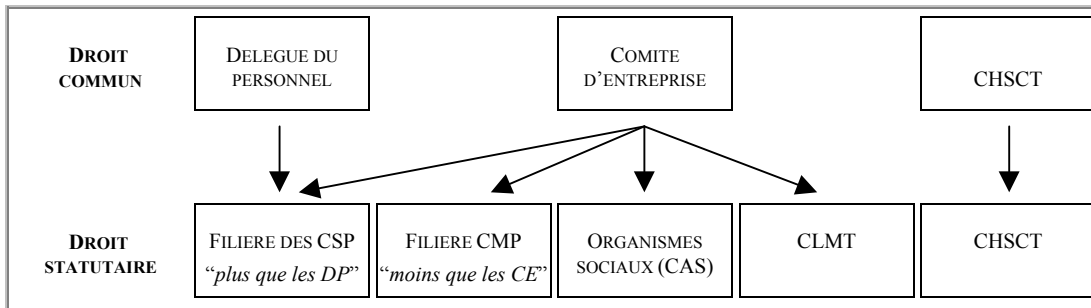 DROIT
COMMUN
DELEGUE DU
PERSONNEL
COMITE
D'ENTREPRISE
CHSCT
DROIT
STATUTAIRE
FILIERE DES CSP
“plus que les DP”
FILIERE CMP
“moins que les CE”
ORGANISMES
SOCIAUX (CAS)
CLMT
CHSCT